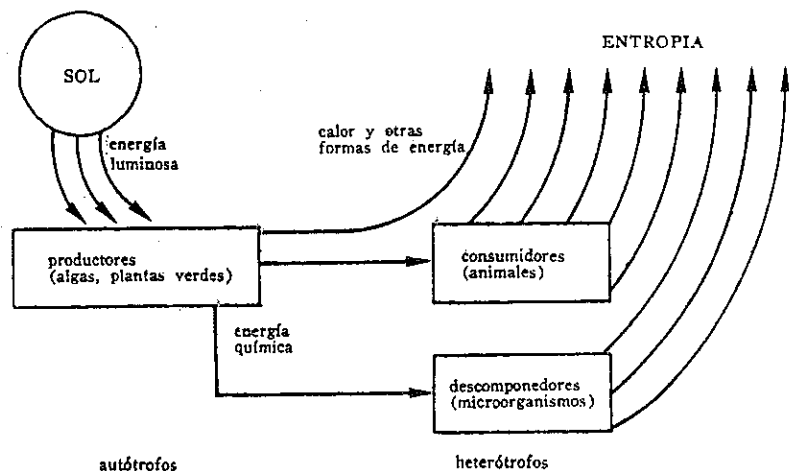 ENTROPIA
SOL
energía
luminosa
calor y otras
formas de energía
productores
(algas, plantas verdes)
consumidores
(animales)
energía
química
descomponedores
(microorganismos)
autótrofos
heterótrofos